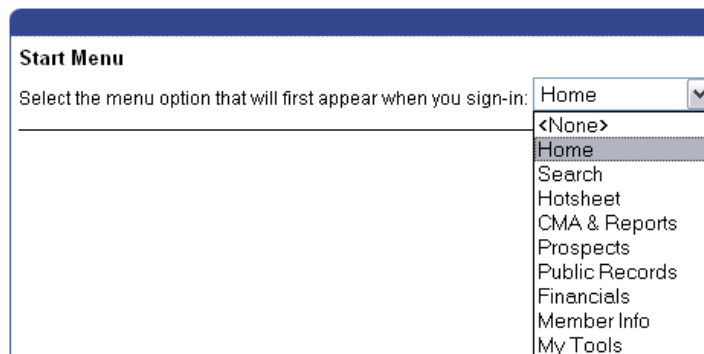 Start Menu
Select the menu option that will first appear when you sign-in: Home
<None>
Home
Search
Hotsheet
CMA & Reports
Prospects
Public Records
Financials
Member Info
My Tools